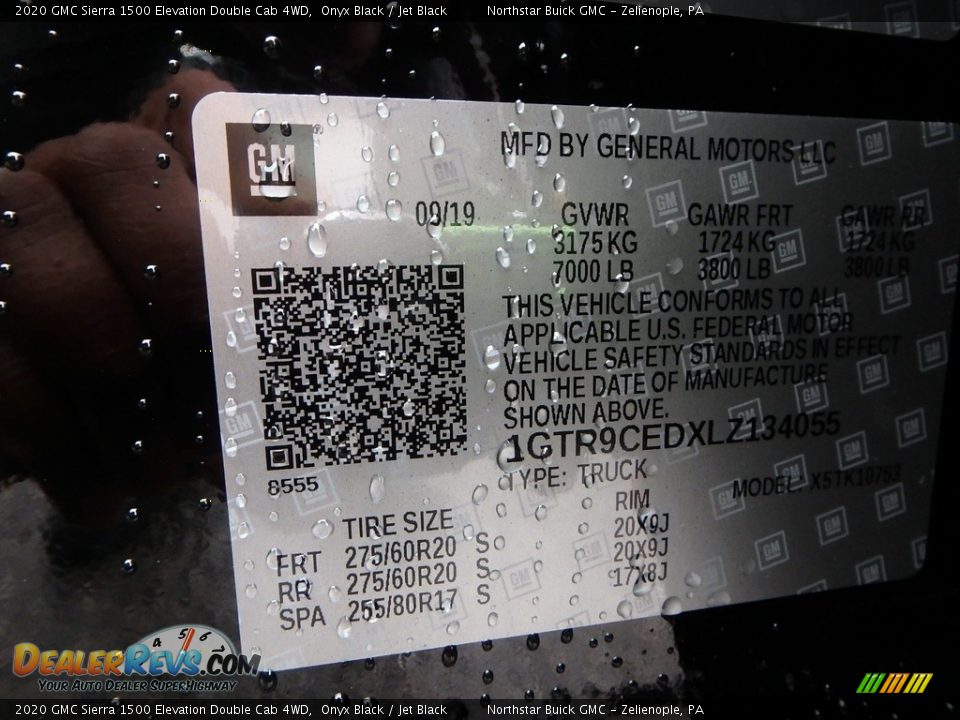 2020 GMC Sierra 1500 Elevation Double Cab 4WD, Onyx Black / Jet Black Northstar Buick GMC - Zelienople, PA
GM
MFD BY GENERAL MOTORS LLC
09/19 GVWR GAWR FRT GAWR RR
3175 KG 1724 KG 1724 KG
7000 LB 3800 LB 3800 LB
THIS VEHICLE CONFORMS TO ALL
APPLICABLE U.S. FEDERAL MOTOR
VEHICLE SAFETY STANDARDS IN EFFECT
ON THE DATE OF MANUFACTURE
SHOWN ABOVE.
1GTR9CEDXLZ134055
8555
TYPE: TRUCK MODEL: X5TK10753
TIRE SIZE RIM
FRT 275/60R20 S 20X9J
RR 275/60R20 S 20X9J
SPA 255/80R17 S 17X8J
DEALERREVS.COM
YOUR AUTO DEALER SUPERHIGHWAY
2020 GMC Sierra 1500 Elevation Double Cab 4WD, Onyx Black / Jet Black Northstar Buick GMC - Zelienople, PA